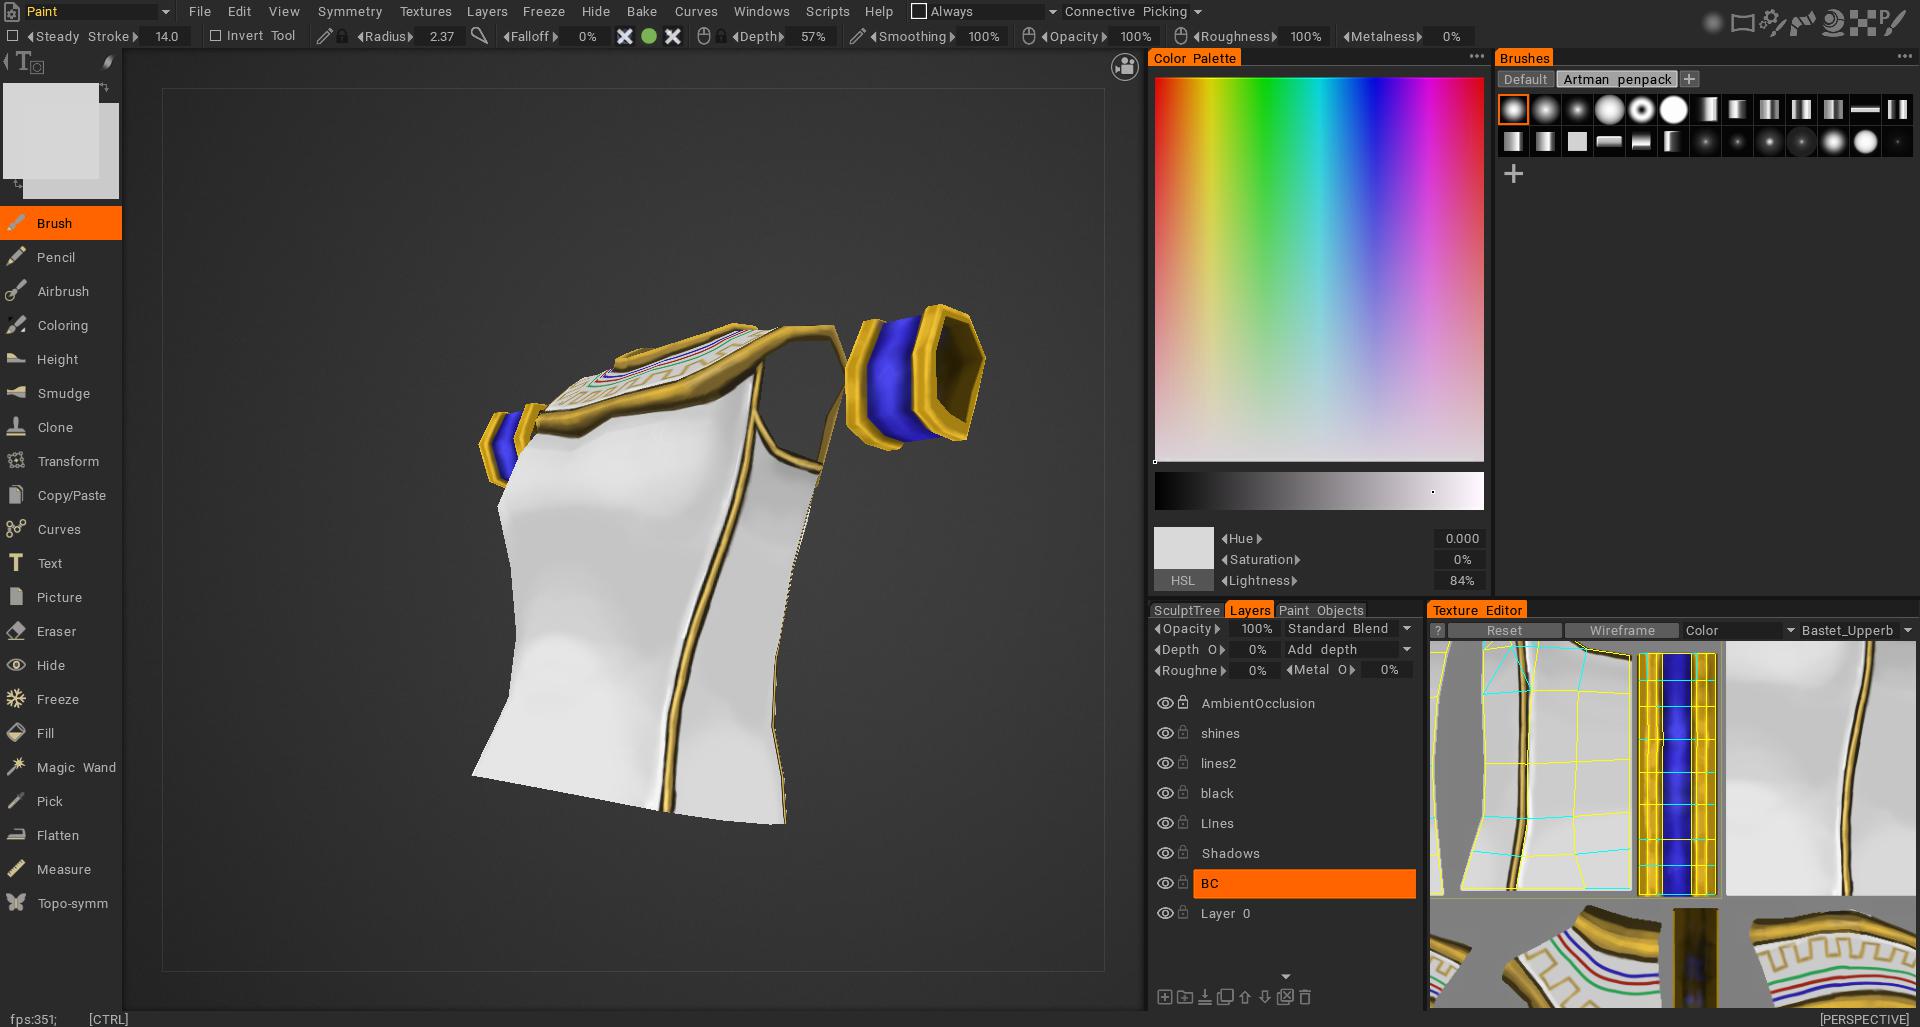 Paint File Edit View Symmetry Textures Layers Freeze Hide Bake Curves Windows Scripts Help Always Connective Picking
Steady Stroke 14.0 Invert Tool Radius 2.37 Falloff 0% Depth 57% Smoothing 100% Opacity 100% Roughness 100% Metalness 0%
T
Brush
Pencil
Airbrush
Coloring
Height
Smudge
Clone
Transform
Copy/Paste
Curves
Text
Picture
Eraser
Hide
Freeze
Fill
Magic Wand
Pick
Flatten
Measure
Topo-symm
Color Palette
Hue 0.000
Saturation 0%
HSL Lightness 84%
Brushes
Default Artman penpack +
SculptTree Layers Paint Objects
Opacity 100% Standard Blend
Depth O 0% Add depth
Roughne 0% Metal O 0%
AmbientOcclusion
shines
lines2
black
LInes
Shadows
BC
Layer 0
Texture Editor
? Reset Wireframe Color Bastet_Upperb
fps:351; [CTRL] [PERSPECTIVE]